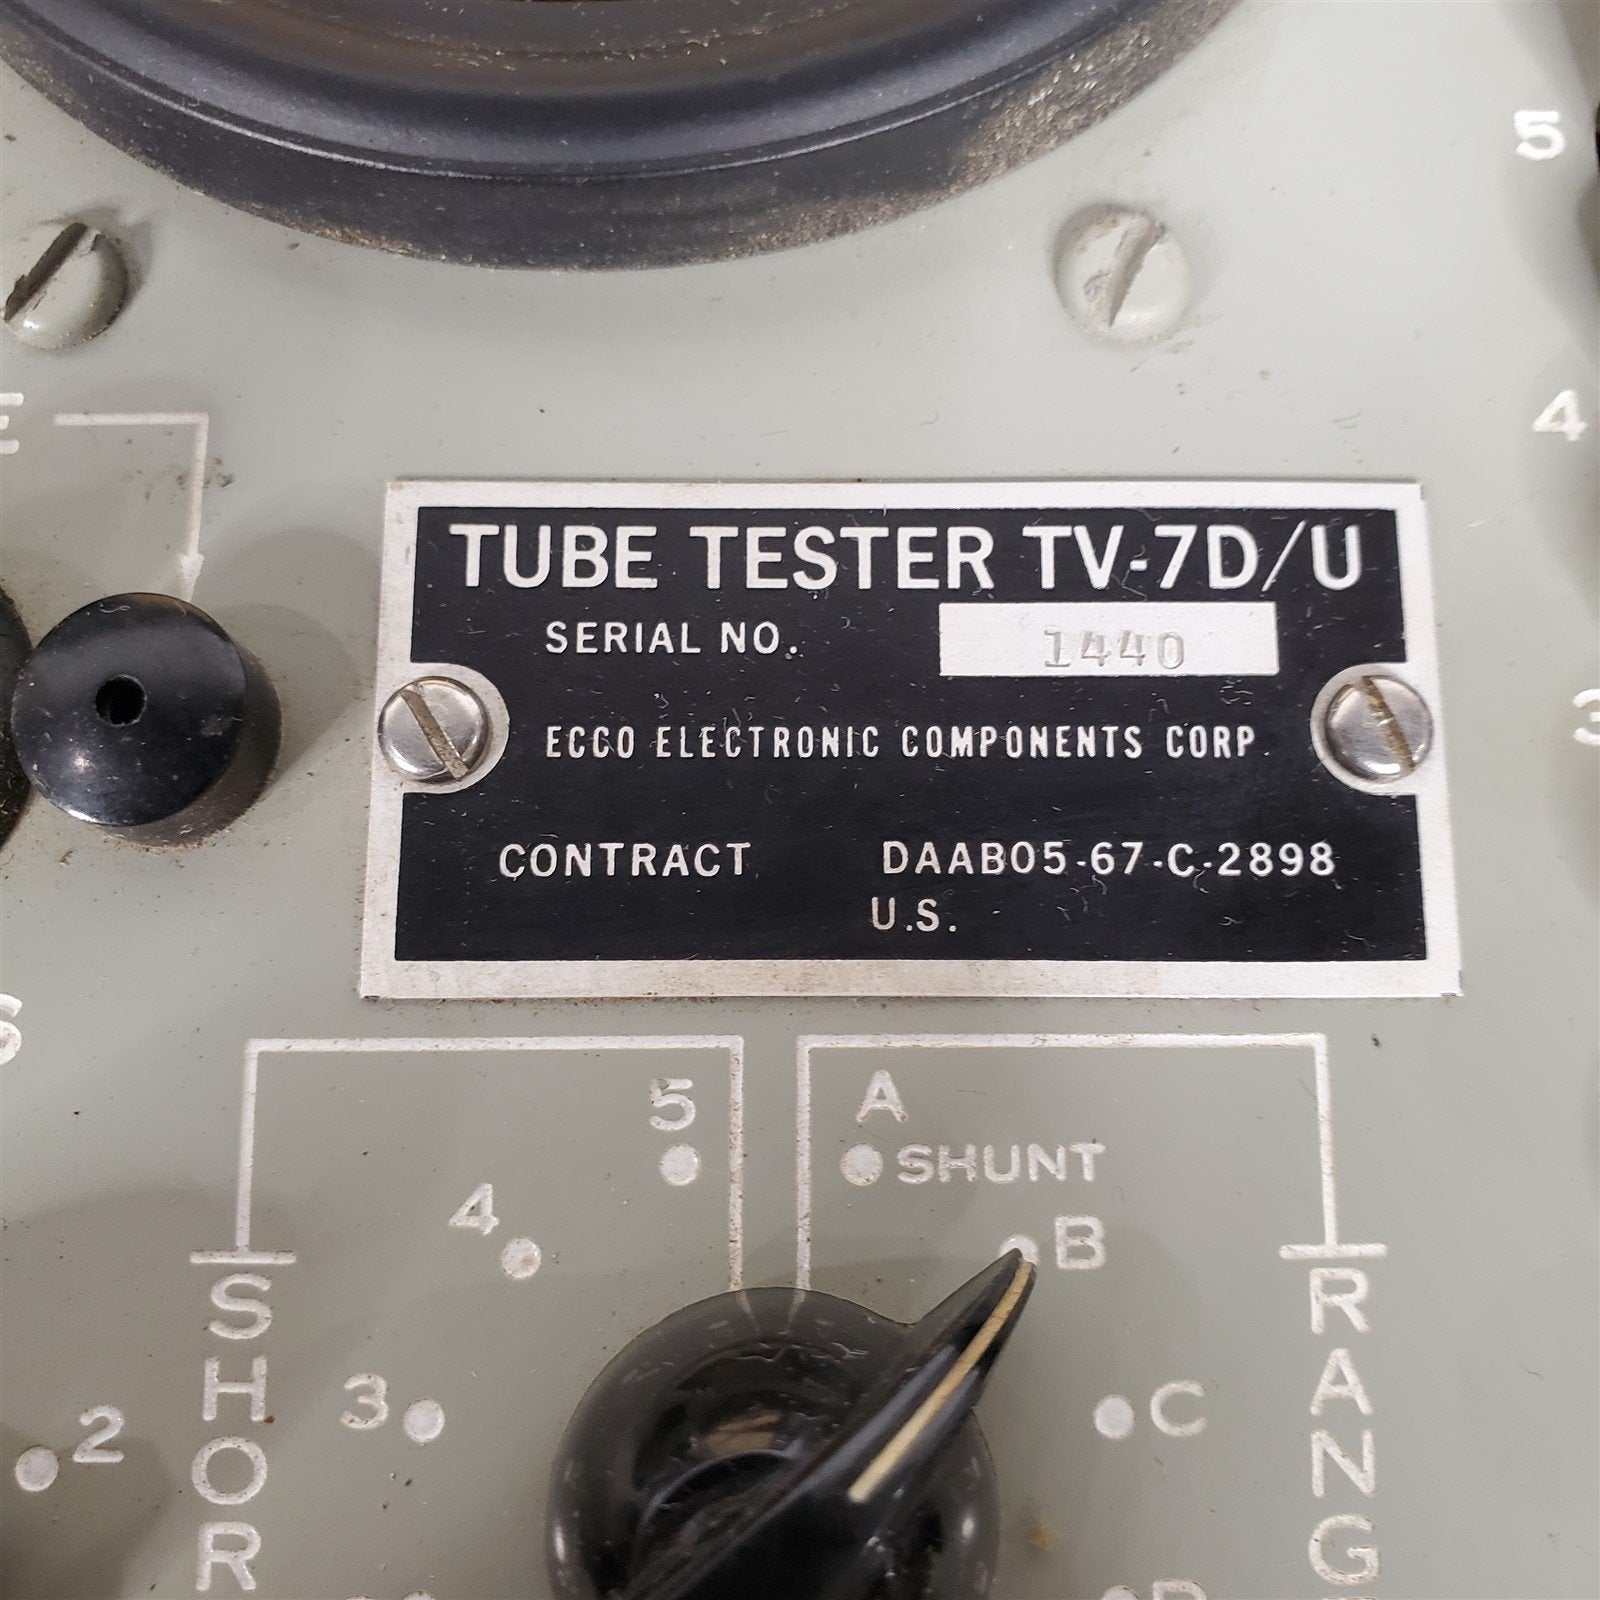 5
4
3
E
TUBE TESTER TV-7D/U
SERIAL NO. 1440
ECCO ELECTRONIC COMPONENTS CORP.
CONTRACT DAAB05-67-C-2898
U.S.
S
5
4
3
2
SHOR
A
SHUNT
B
C
D
RANG